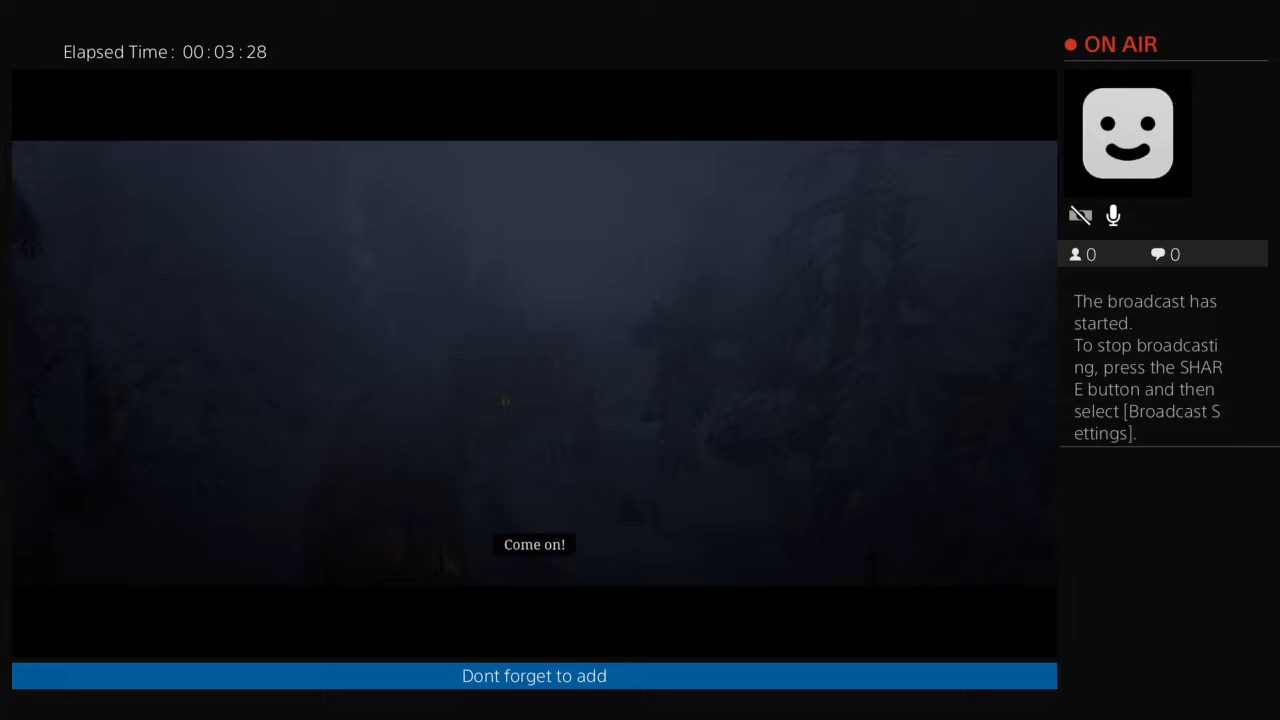 Elapsed Time: 00:03:28
ON AIR
0 0
The broadcast has
started.
To stop broadcasti
ng, press the SHAR
E button and then
select [Broadcast S
ettings].
Come on!
Dont forget to add